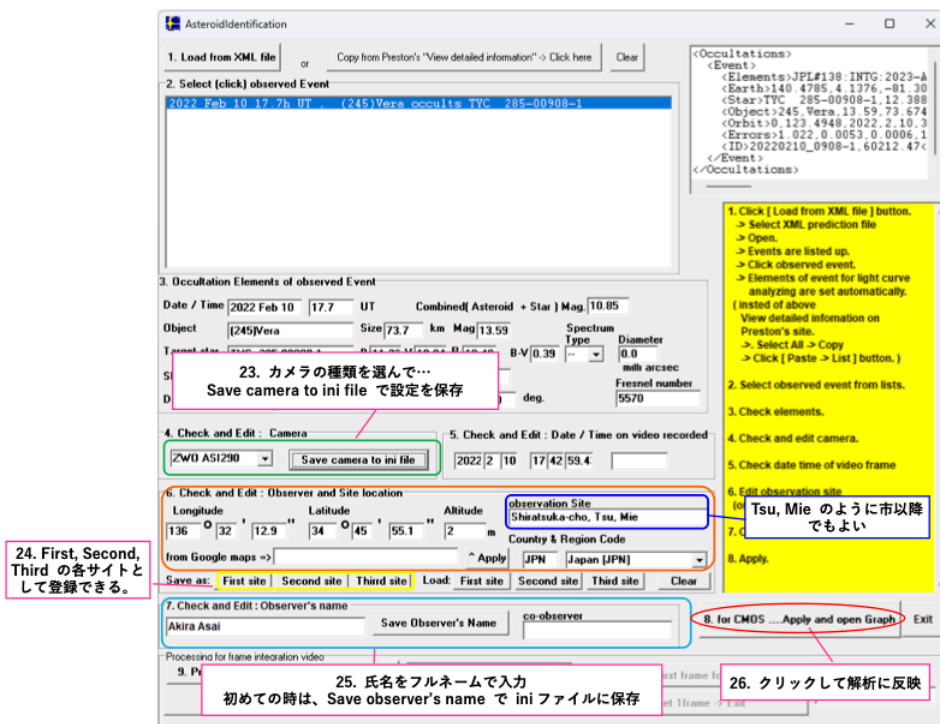 AsteroidIdentification
1. Load from XML file
or
Copy from Preston's "View detailed information" -> Click here
Clear
<Occultations>
<Event>
<Elements>JPL#138:INTG:2023-A
<Earth>140.4785,4.1376,-81.30
<Star>TYC 285-00908-1,12.388
<Object>245,Vera,13.59,73.674
<Orbit>0,123.4948,2022,2,10,3
<Errors>1.022,0.0053,0.0006,1
<ID>20220210_0908-1,60212.47<
</Event>
</Occultations>
2. Select (click) observed Event
2022 Feb 10 17.7h UT , (245)Vera occults TYC 285-00908-1
1. Click [ Load from XML file ] button.
-> Select XML prediction file
-> Open.
-> Events are listed up.
-> Click observed event.
-> Elements of event for light curve
analyzing are set automatically.
( insted of above
View detailed infomation on
Preston's site.
->. Select All -> Copy
-> Click [ Paste -> List ] button. )
2. Select observed event from lists.
3. Check elements.
4. Check and edit camera.
5. Check date time of video frame
6. Edit observation site
8. Apply.
3. Occultation Elements of observed Event
Date / Time 2022 Feb 10 17.7 UT Combined( Asteroid + Star ) Mag. 10.85
Object (245)Vera Size 73.7 km Mag 13.59 Spectrum Type -- Diameter 0.0 milli arcsec
B-V 0.39
deg.
Fresnel number
5570
23. カメラの種類を選んで…
Save camera to ini file で設定を保存
4. Check and Edit : Camera
ZWO ASI290
Save camera to ini file
5. Check and Edit : Date / Time on video recorded
2022 2 10 17 42 59.4
6. Check and Edit : Observer and Site location
Longitude Latitude Altitude
136 ° 32 ' 12.9 " 34 ° 45 ' 55.1 " 2 m
observation Site
Shiratsuka-cho, Tsu, Mie
Country & Region Code
JPN Japan [JPN]
from Google maps => ^ Apply
Tsu, Mie のように市以降
でもよい
24. First, Second,
Third の各サイトと
して登録できる。
Save as: First site Second site Thierd site Load: First site Second site Third site Clear
7. Check and Edit : Observer's name
Akira Asai
Save Observer's Name
co-observer
8. for CMOS ....Apply and open Graph
Exit
Processing for frame integration video
25. 氏名をフルネームで入力
初めての時は、Save observer's name で ini ファイルに保存
26. クリックして解析に反映